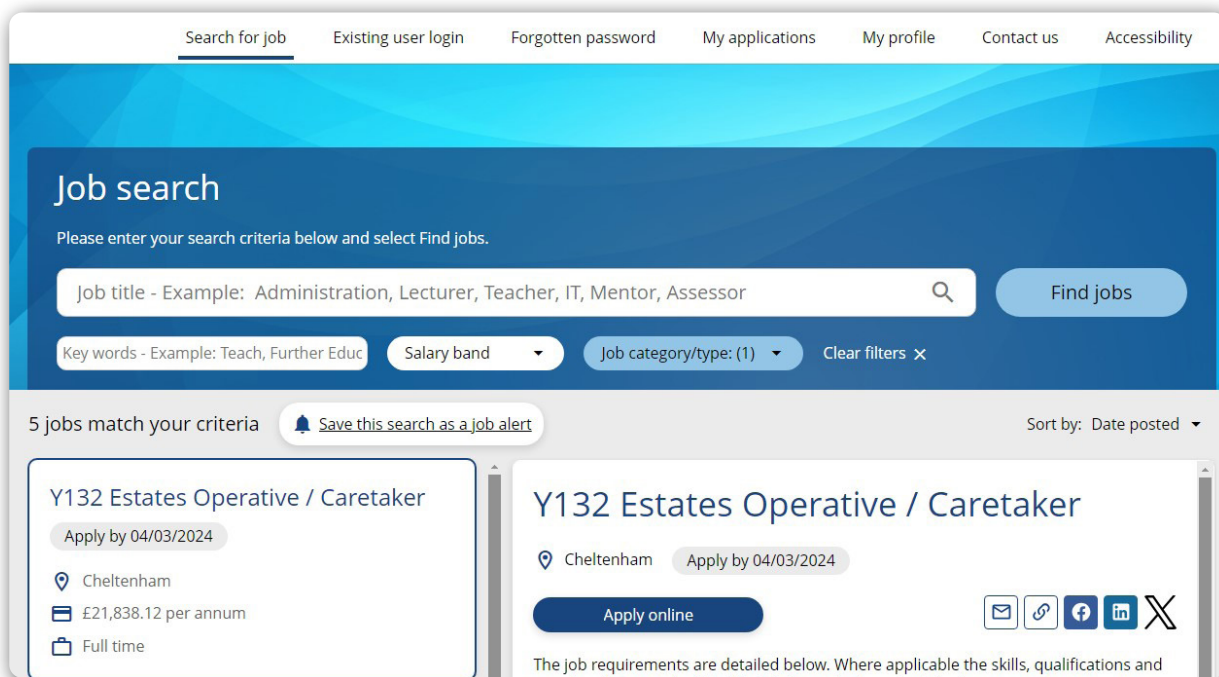 Search for job Existing user login Forgotten password My applications My profile Contact us Accessibility
Job search
Please enter your search criteria below and select Find jobs.
Job title - Example: Administration, Lecturer, Teacher, IT, Mentor, Assessor
Find jobs
Key words - Example: Teach, Further Educ
Salary band
Job category/type: (1)
Clear filters
5 jobs match your criteria
Save this search as a job alert
Sort by: Date posted
Y132 Estates Operative / Caretaker
Apply by 04/03/2024
Cheltenham
£21,838.12 per annum
Full time
Y132 Estates Operative / Caretaker
Cheltenham Apply by 04/03/2024
Apply online
The job requirements are detailed below. Where applicable the skills, qualifications and